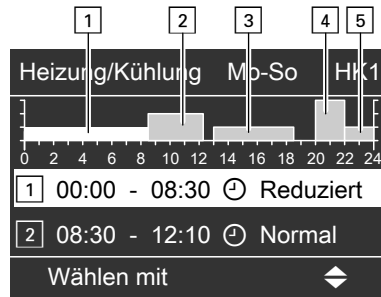 1 2 3 4 5
Heizung/Kühlung Mo-So HK1
0 2 4 6 8 10 12 14 16 18 20 22 24
1 00:00 - 08:30 Reduziert
2 08:30 - 12:10 Normal
Wählen mit